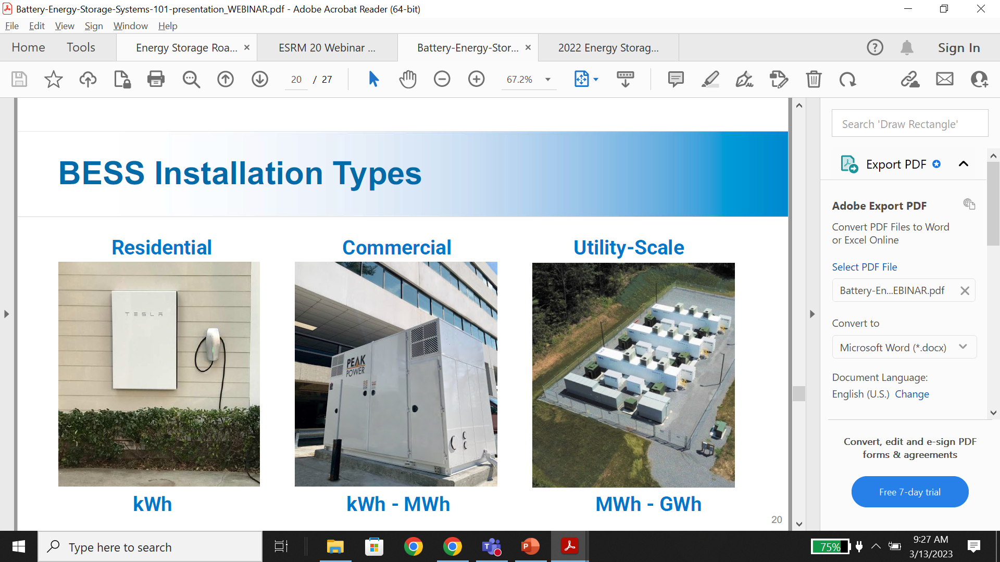 Battery-Energy-Storage-Systems-101-presentation_WEBINAR.pdf - Adobe Acrobat Reader (64-bit)
File Edit View Sign Window Help
Home Tools Energy Storage Roa... ESRM 20 Webinar ... Battery-Energy-Stor... 2022 Energy Storag... Sign In
20 / 27 67.2%
BESS Installation Types
Residential Commercial Utility-Scale
TESLA
PEAK
POWER
kWh kWh - MWh MWh - GWh
20
Search 'Draw Rectangle'
Export PDF
Adobe Export PDF
Convert PDF Files to Word
or Excel Online
Select PDF File
Battery-En...EBINAR.pdf
Convert to
Microsoft Word (*.docx)
Document Language:
English (U.S.) Change
Convert, edit and e-sign PDF
forms & agreements
Free 7-day trial
Type here to search
75%
9:27 AM
3/13/2023